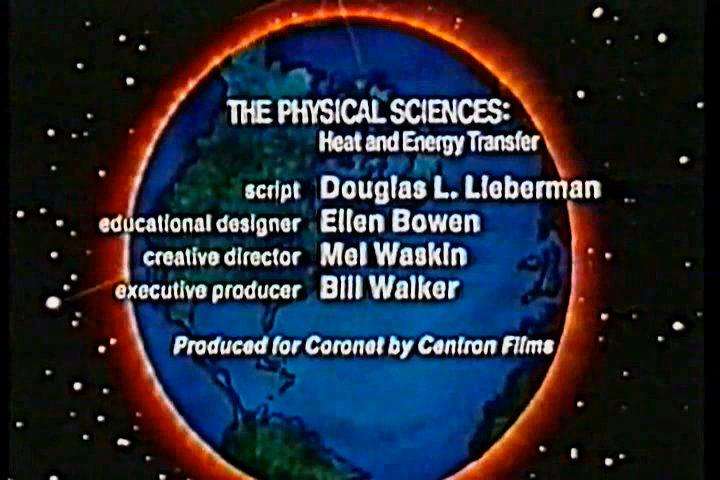 THE PHYSICAL SCIENCES:
Heat and Energy Transfer
script Douglas L. Lieberman
educational designer Ellen Bowen
creative director Mel Waskin
executive producer Bill Walker
Produced for Coronet by Centron Films